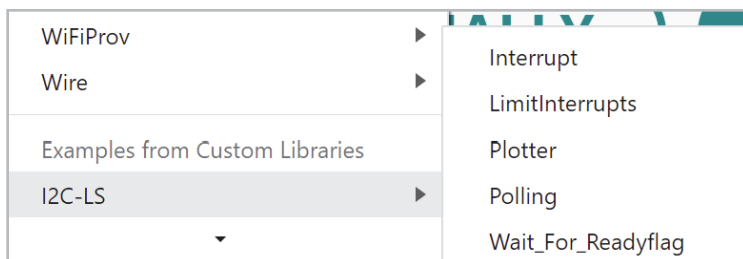 WiFiProv
Wire
Examples from Custom Libraries
I2C-LS
Interrupt
LimitInterrupts
Plotter
Polling
Wait_For_Readyflag